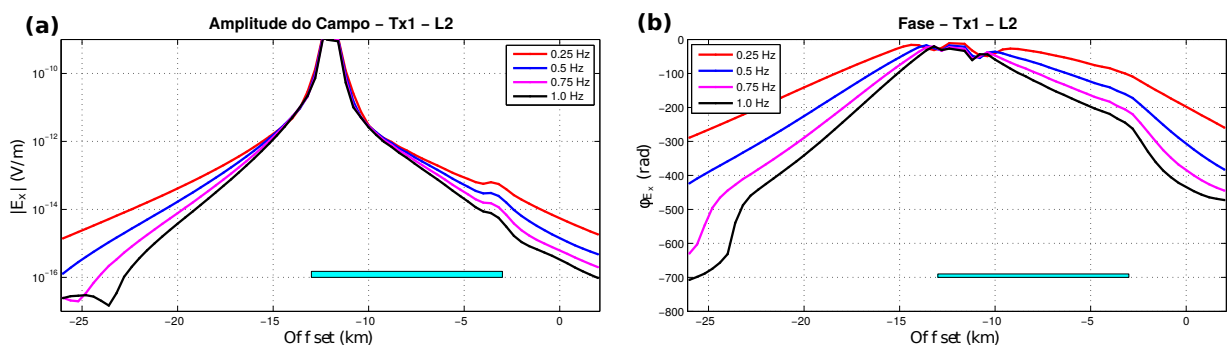 (a)
Amplitude do Campo − Tx1 − L2
|E_x| (V/m)
10^−10
10^−12
10^−14
10^−16
0.25 Hz
0.5 Hz
0.75 Hz
1.0 Hz
−25 −20 −15 −10 −5 0
Offset (km)
(b)
Fase − Tx1 − L2
φ_E_x (rad)
0
−100
−200
−300
−400
−500
−600
−700
−800
0.25 Hz
0.5 Hz
0.75 Hz
1.0 Hz
−25 −20 −15 −10 −5 0
Offset (km)